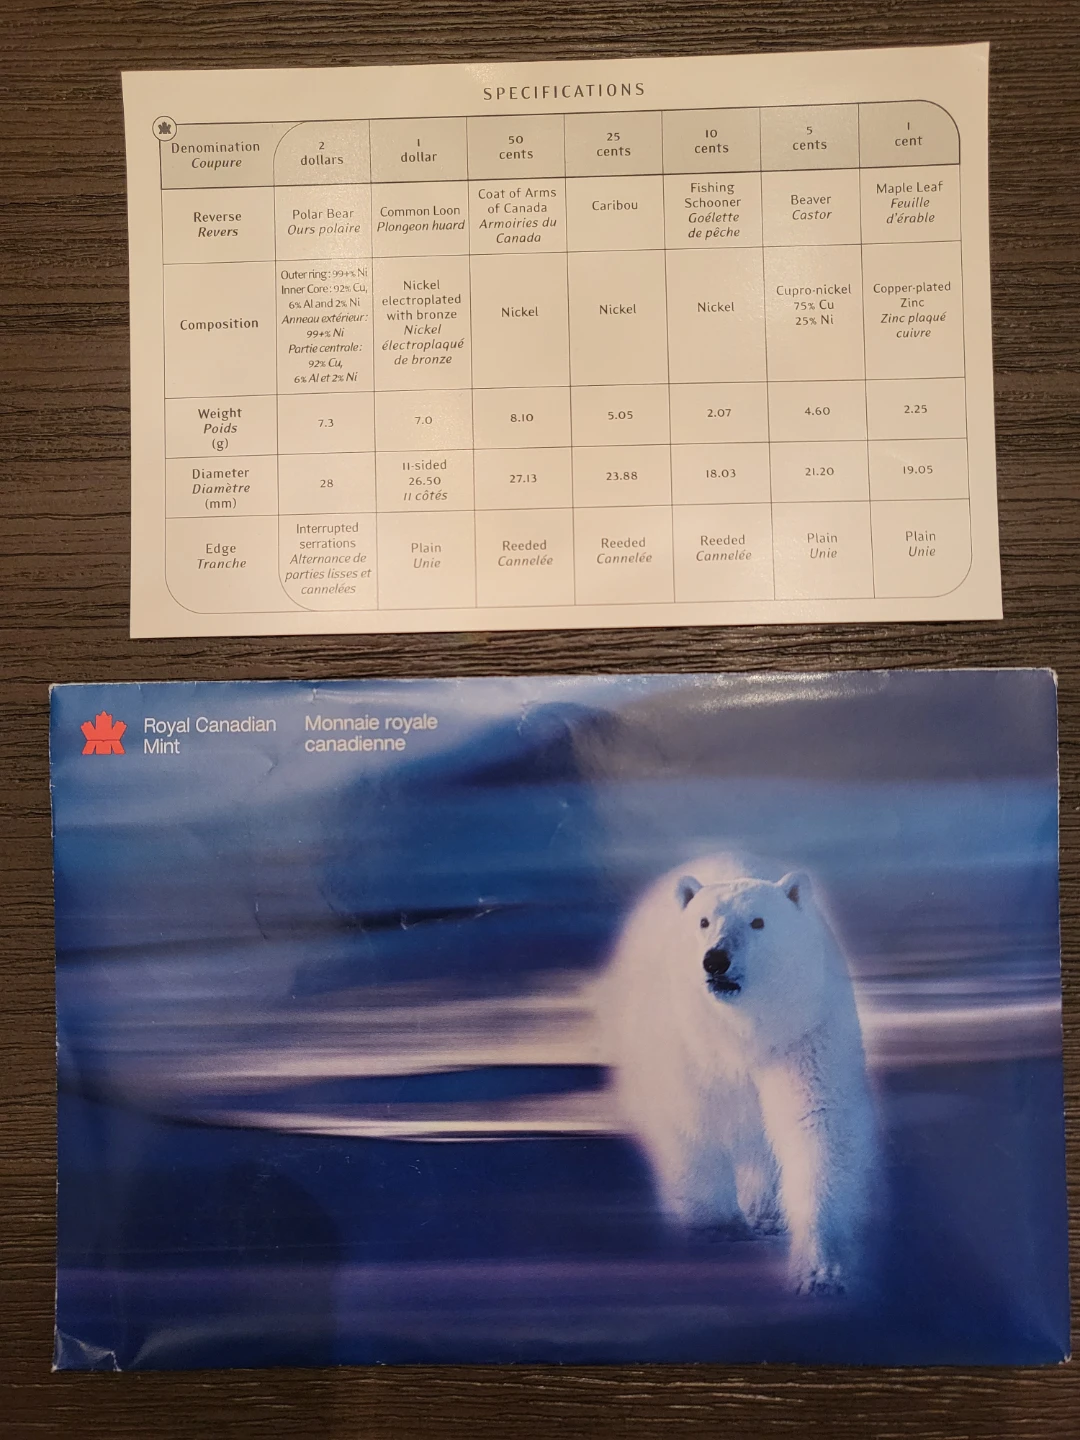 SPECIFICATIONS
Denomination
Coupure
2
dollars
1
dollar
50
cents
25
cents
10
cents
5
cents
1
cent
Reverse
Revers
Polar Bear
Ours polaire
Common Loon
Plongeon huard
Coat of Arms
of Canada
Armoiries du
Canada
Caribou
Fishing
Schooner
Goélette
de pêche
Beaver
Castor
Maple Leaf
Feuille
d'érable
Composition
Outer ring: 99+% Ni
Inner Core: 92% Cu,
6% Al and 2% Ni
Anneau extérieur:
99+% Ni
Partie centrale:
92% Cu,
6% Al et 2% Ni
Nickel
electroplated
with bronze
Nickel
électroplaqué
de bronze
Nickel
Nickel
Nickel
Cupro-nickel
75% Cu
25% Ni
Copper-plated
Zinc
Zinc plaqué
cuivre
Weight
Poids
(g)
7.3
7.0
8.10
5.05
2.07
4.60
2.25
Diameter
Diamètre
(mm)
28
11-sided
26.50
11 côtés
27.13
23.88
18.03
21.20
19.05
Edge
Tranche
Interrupted
serrations
Alternance de
parties lisses et
cannelées
Plain
Unie
Reeded
Cannelée
Reeded
Cannelée
Reeded
Cannelée
Plain
Unie
Plain
Unie
Royal Canadian
Mint
Monnaie royale
canadienne